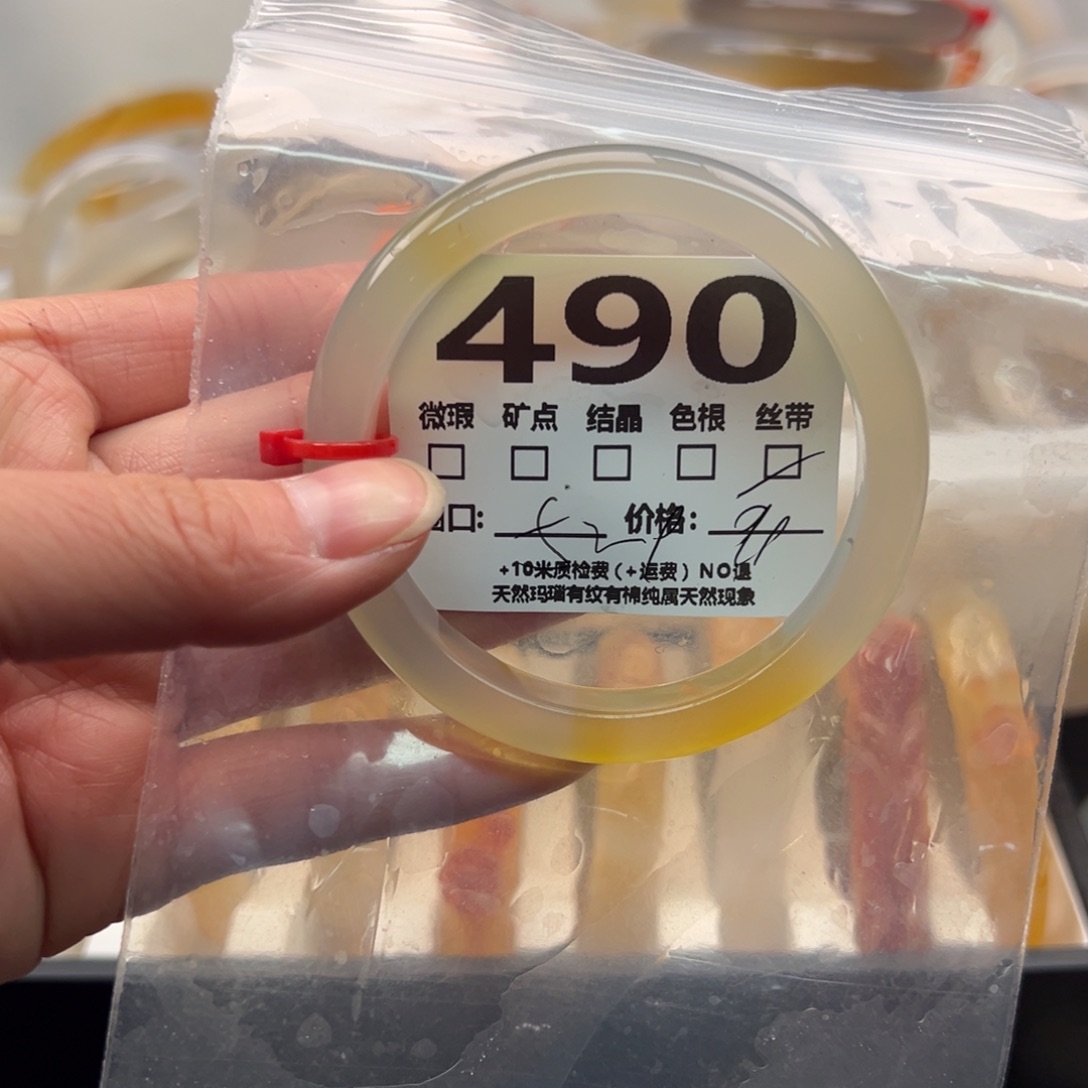 490
微瑕 矿点 结晶 色根 丝带
口: 价格:
+10米质检费(+运费) NO退
天然玛瑙有纹有棉纯属天然现象